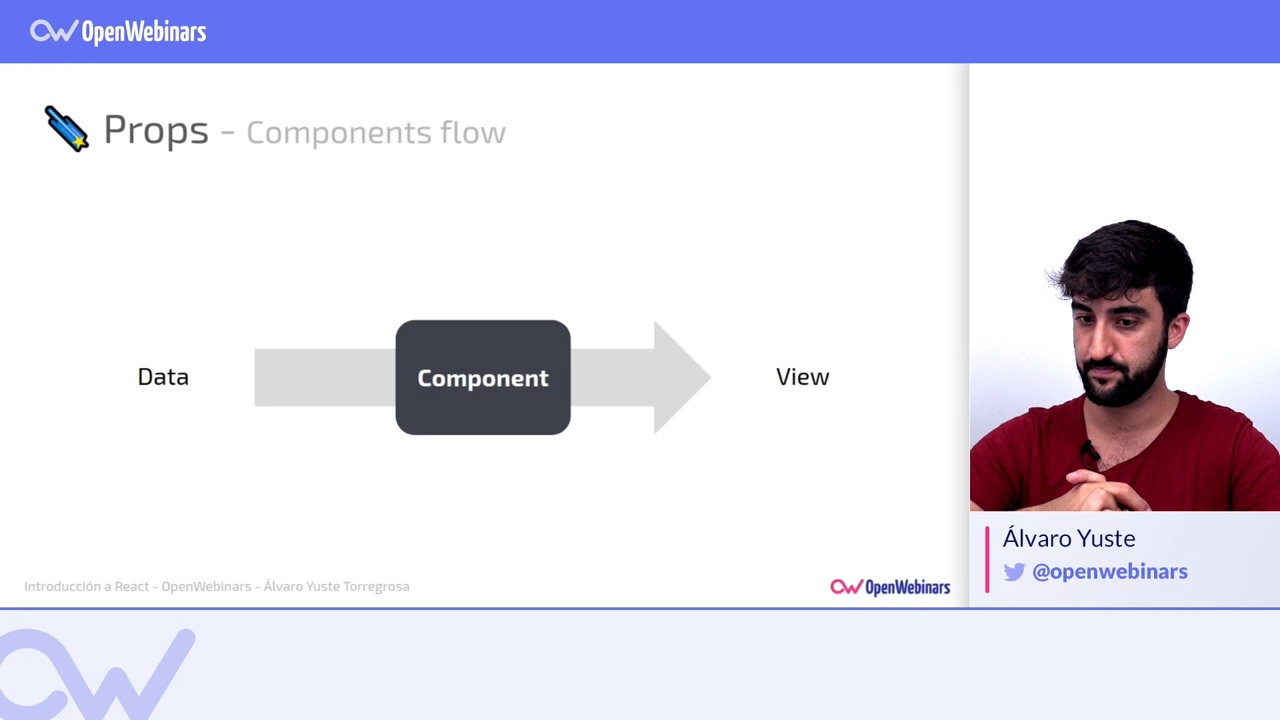 OpenWebinars
Props - Components flow
Data
Component
View
Introducción a React - OpenWebinars - Álvaro Yuste Torregrosa
OpenWebinars
Álvaro Yuste
@openwebinars